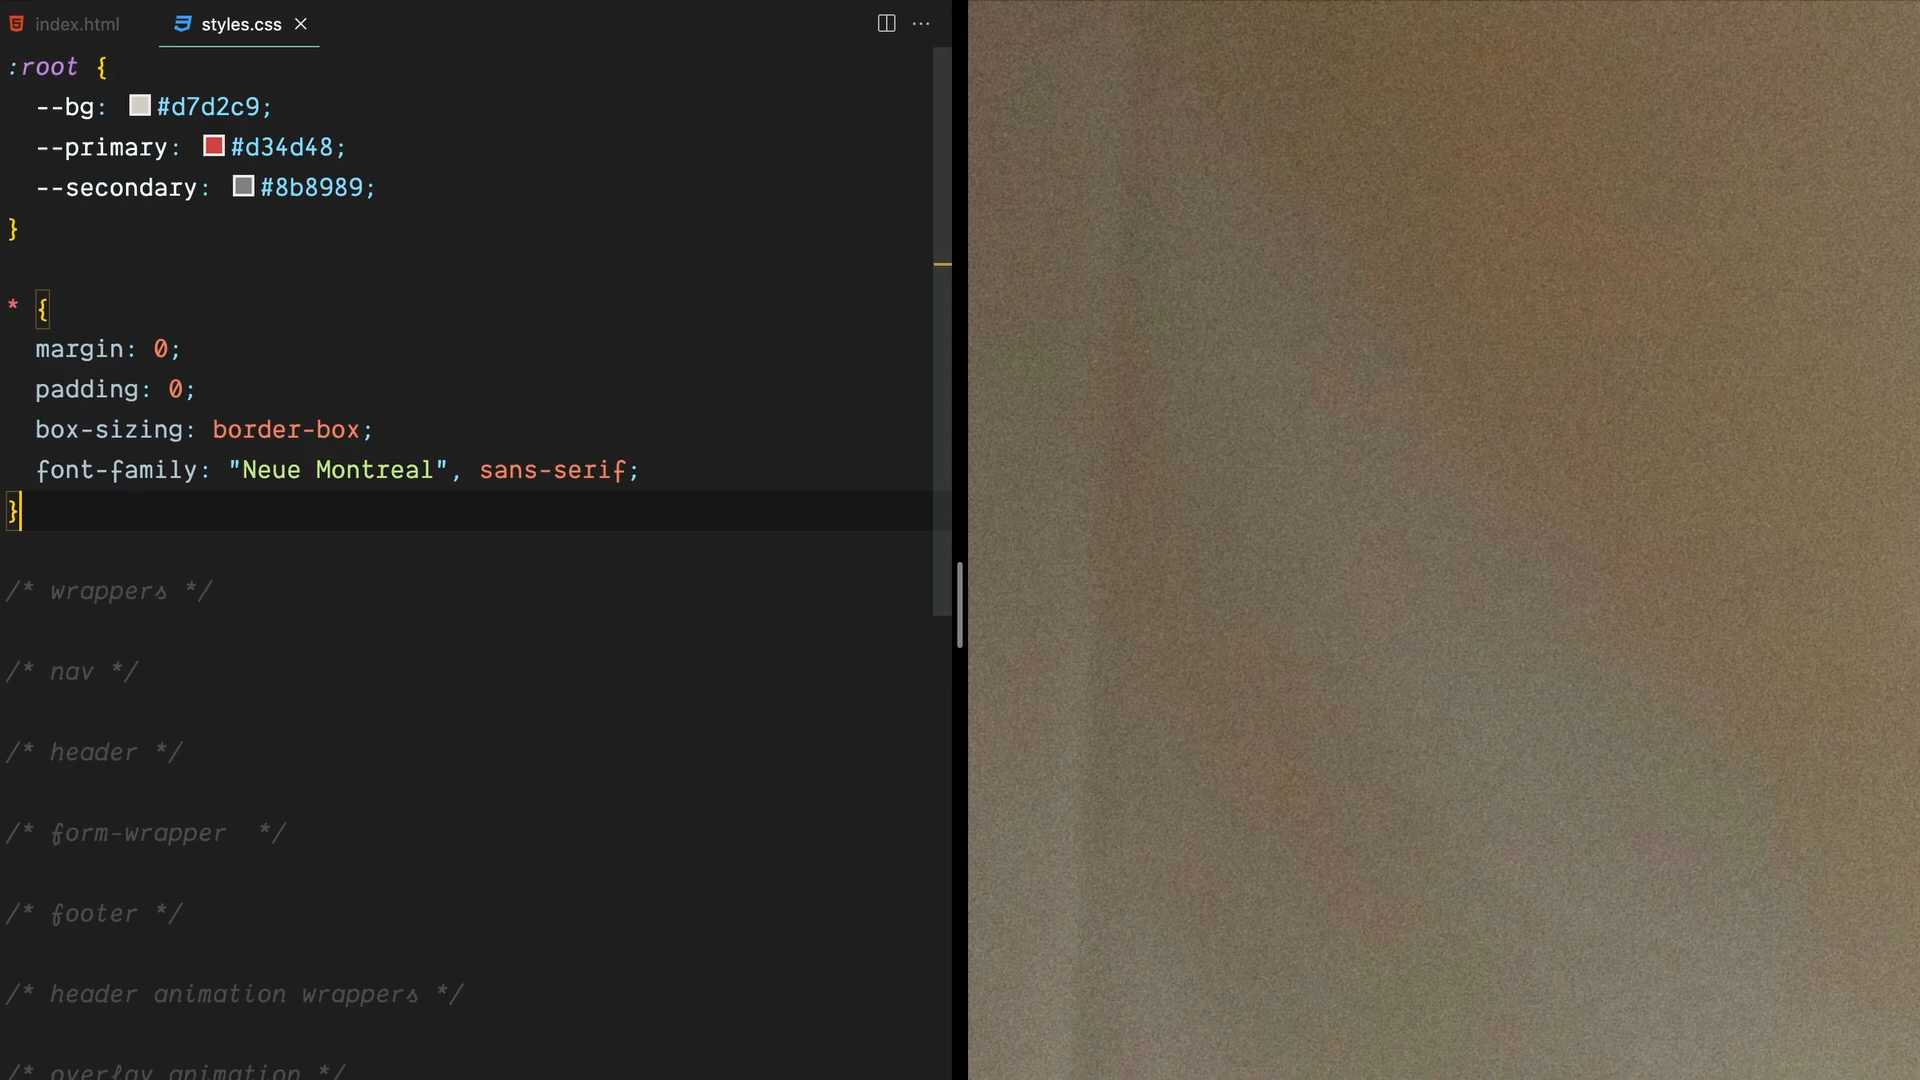 index.html
styles.css
:root {
--bg: #d7d2c9;
--primary: #d34d48;
--secondary: #8b8989;
}
* {
margin: 0;
padding: 0;
box-sizing: border-box;
font-family: "Neue Montreal", sans-serif;
}
/* wrappers */
/* nav */
/* header */
/* form-wrapper  */
/* footer */
/* header animation wrappers */
/* overlay animation */